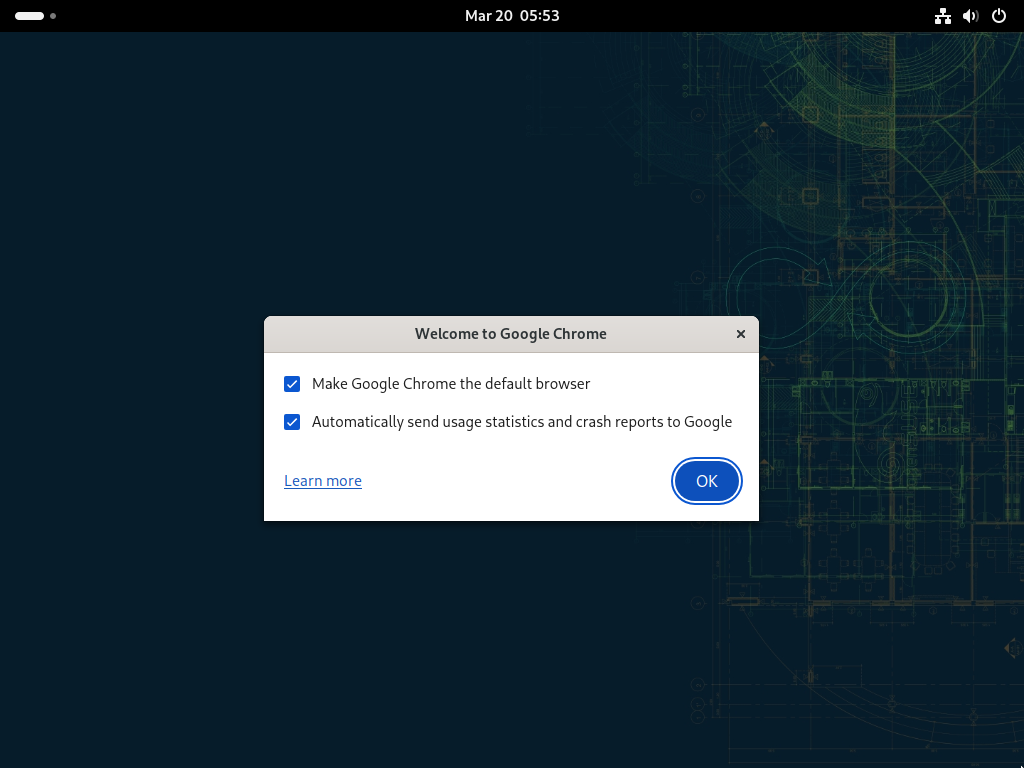 Mar 20 05:53
Welcome to Google Chrome
Make Google Chrome the default browser
Automatically send usage statistics and crash reports to Google
Learn more
OK